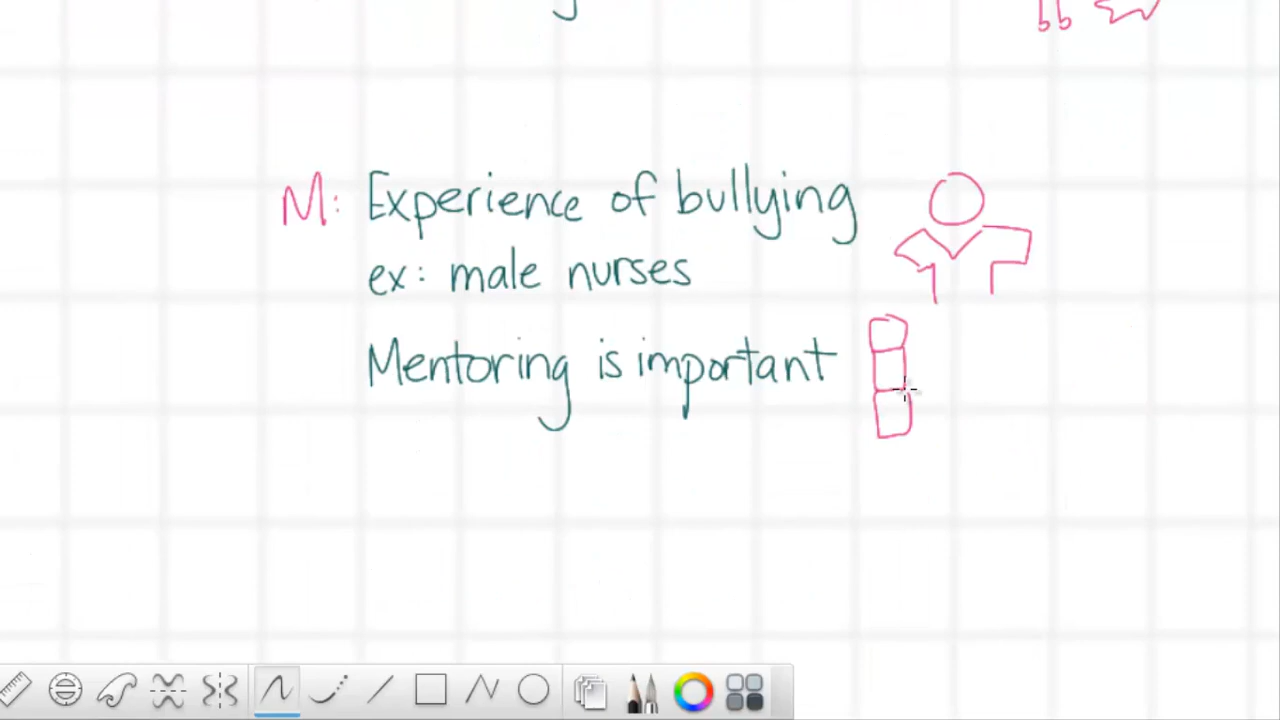 M: Experience of bullying
ex: male nurses
Mentoring is important